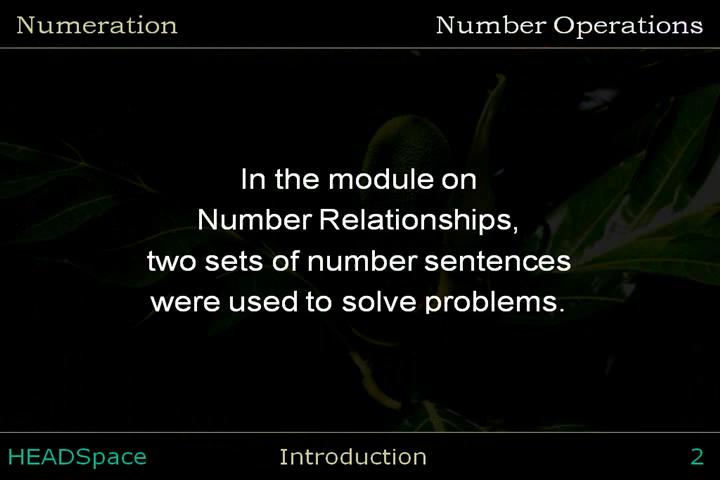 Numeration
Number Operations
In the module on
Number Relationships,
two sets of number sentences
were used to solve problems.
HEADSpace
Introduction
2